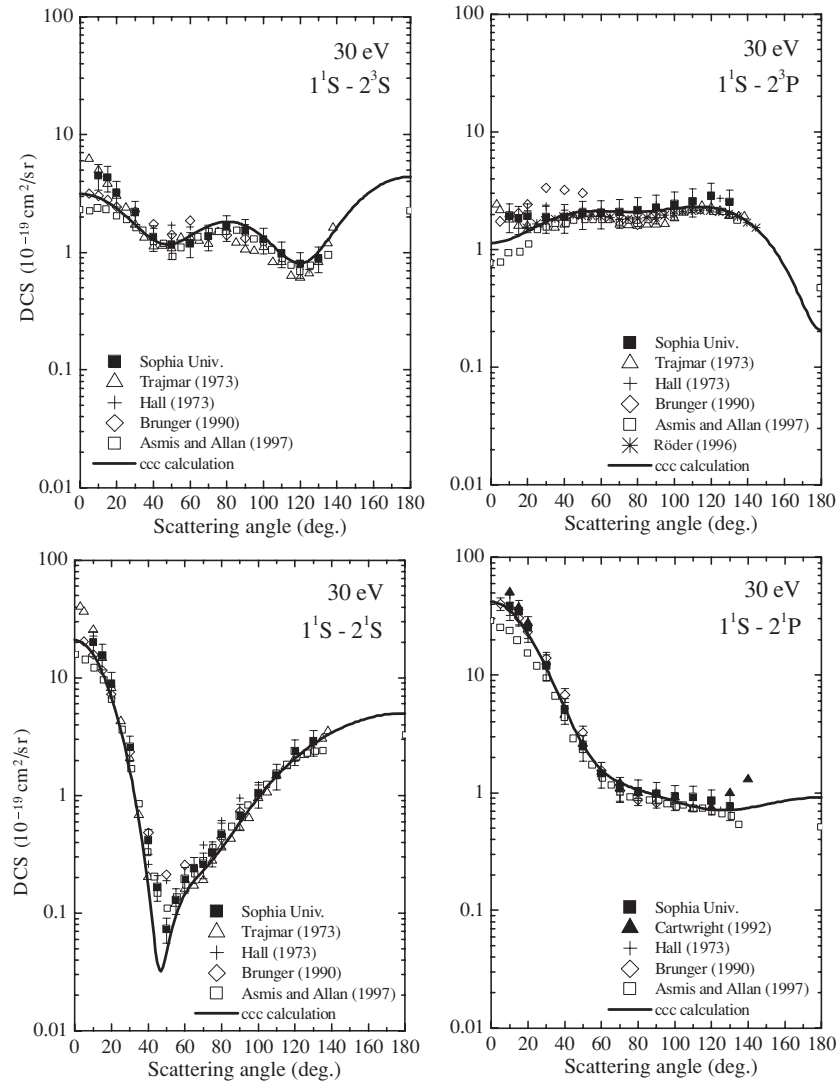 100
10
1
0.1
0.01
DCS (10⁻¹⁹ cm²/sr)
30 eV
1¹S - 2³S
Sophia Univ.
Trajmar (1973)
Hall (1973)
Brunger (1990)
Asmis and Allan (1997)
ccc calculation
0 20 40 60 80 100 120 140 160 180
Scattering angle (deg.)
100
10
1
0.1
0.01
30 eV
1¹S - 2³P
Sophia Univ.
Trajmar (1973)
Hall (1973)
Brunger (1990)
Asmis and Allan (1997)
Röder (1996)
ccc calculation
0 20 40 60 80 100 120 140 160 180
Scattering angle (deg.)
100
10
1
0.1
0.01
DCS (10⁻¹⁹ cm²/sr)
30 eV
1¹S - 2¹S
Sophia Univ.
Trajmar (1973)
Hall (1973)
Brunger (1990)
Asmis and Allan (1997)
ccc calculation
0 20 40 60 80 100 120 140 160 180
Scattering angle (deg.)
100
10
1
0.1
0.01
30 eV
1¹S - 2¹P
Sophia Univ.
Cartwright (1992)
Hall (1973)
Brunger (1990)
Asmis and Allan (1997)
ccc calculation
0 20 40 60 80 100 120 140 160 180
Scattering angle (deg.)